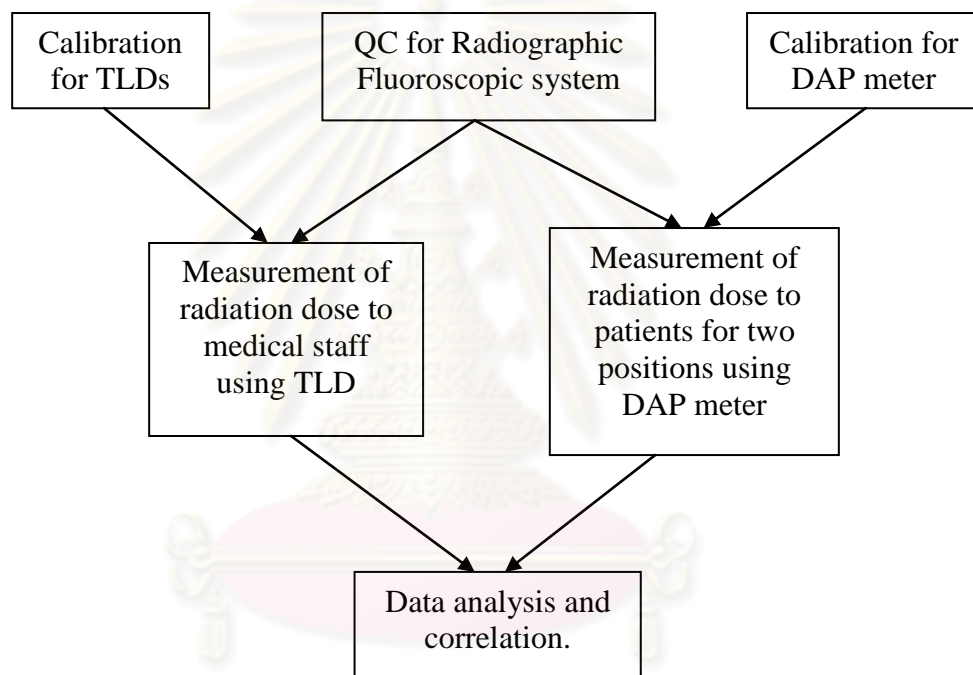 Calibration
for TLDs
QC for Radiographic
Fluoroscopic system
Calibration for
DAP meter
Measurement of
radiation dose to
medical staff
using TLD
Measurement of
radiation dose to
patients for two
positions using
DAP meter
Data analysis and
correlation.